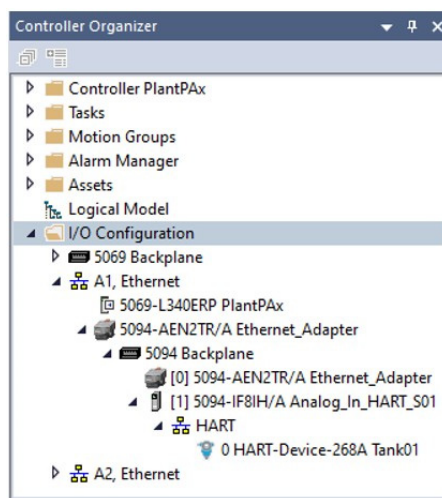 Controller Organizer
Controller PlantPAx
Tasks
Motion Groups
Alarm Manager
Assets
Logical Model
I/O Configuration
5069 Backplane
A1, Ethernet
5069-L340ERP PlantPAx
5094-AEN2TR/A Ethernet_Adapter
5094 Backplane
[0] 5094-AEN2TR/A Ethernet_Adapter
[1] 5094-IF8IH/A Analog_In_HART_S01
HART
0 HART-Device-268A Tank01
A2, Ethernet